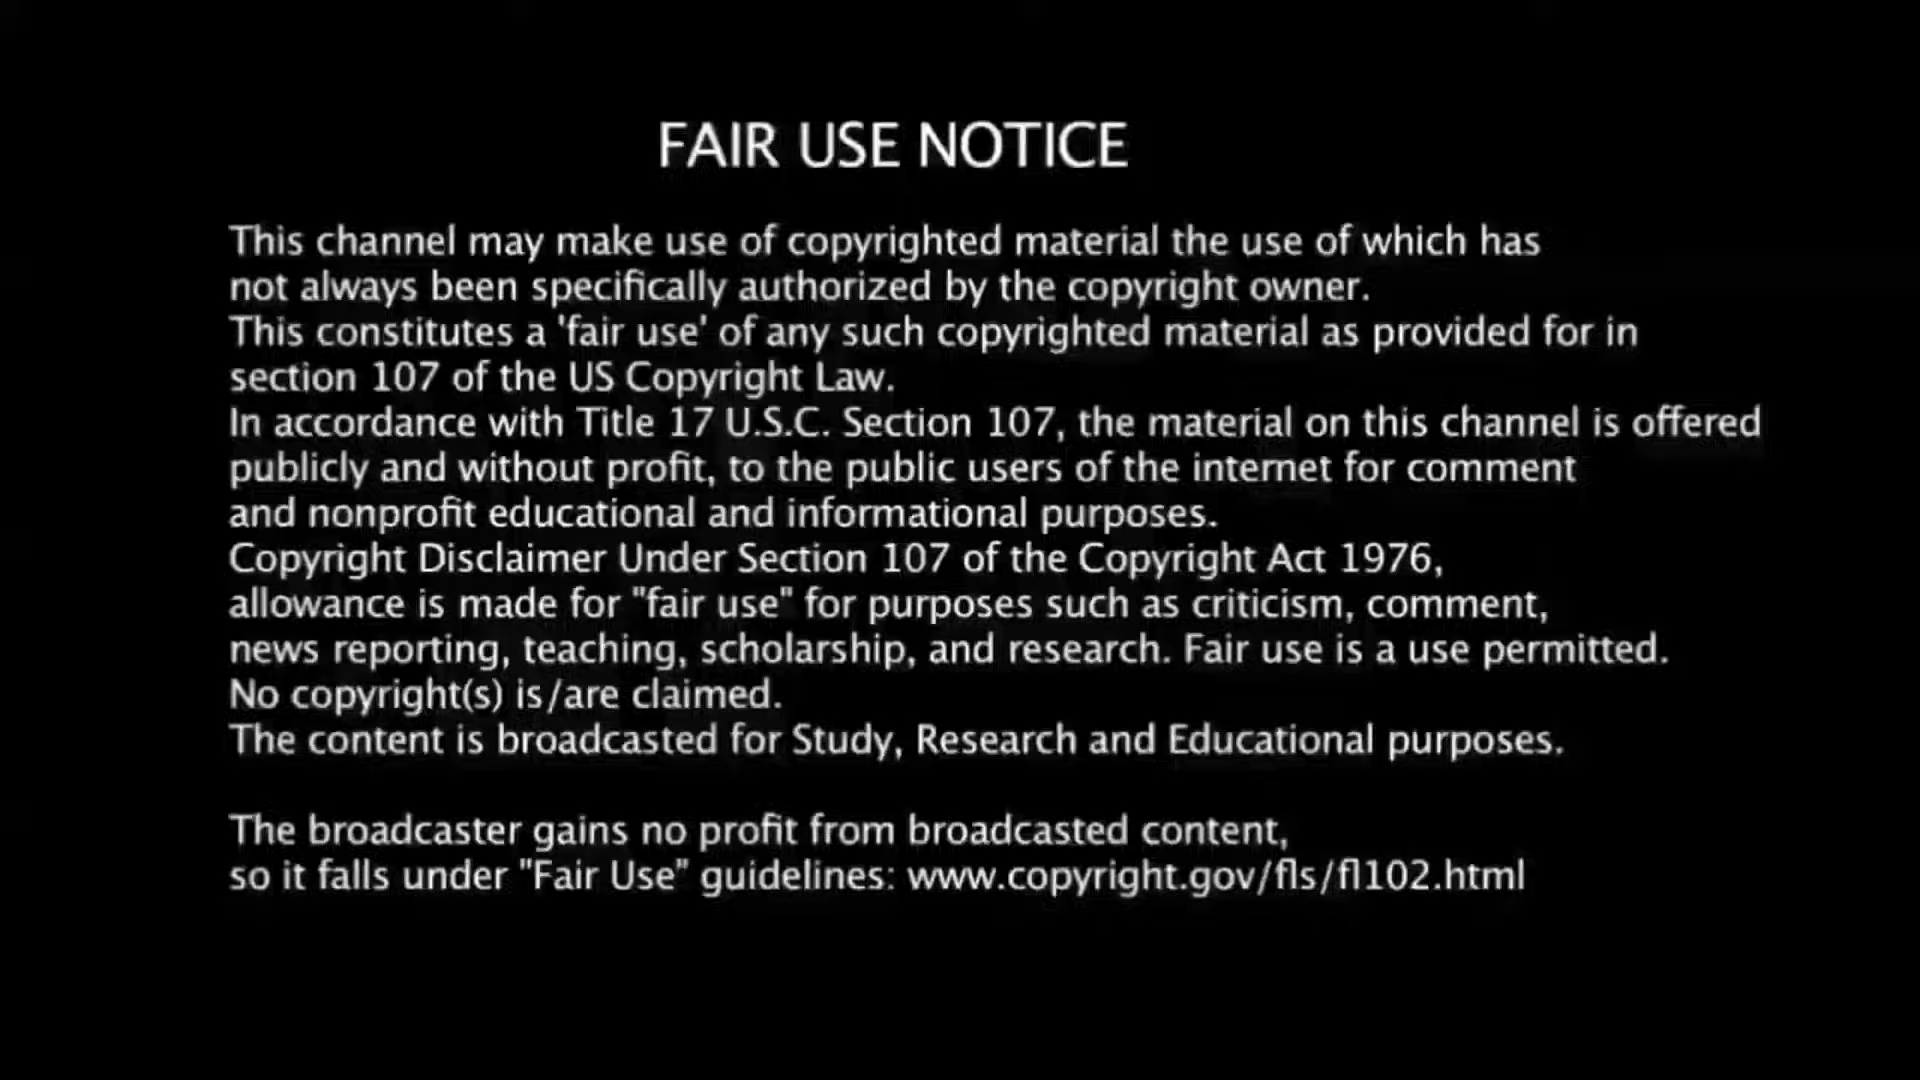 FAIR USE NOTICE
This channel may make use of copyrighted material the use of which has
not always been specifically authorized by the copyright owner.
This constitutes a 'fair use' of any such copyrighted material as provided for in
section 107 of the US Copyright Law.
In accordance with Title 17 U.S.C. Section 107, the material on this channel is offered
publicly and without profit, to the public users of the internet for comment
and nonprofit educational and informational purposes.
Copyright Disclaimer Under Section 107 of the Copyright Act 1976,
allowance is made for "fair use" for purposes such as criticism, comment,
news reporting, teaching, scholarship, and research. Fair use is a use permitted.
No copyright(s) is/are claimed.
The content is broadcasted for Study, Research and Educational purposes.
The broadcaster gains no profit from broadcasted content,
so it falls under "Fair Use" guidelines: www.copyright.gov/fls/fl102.html